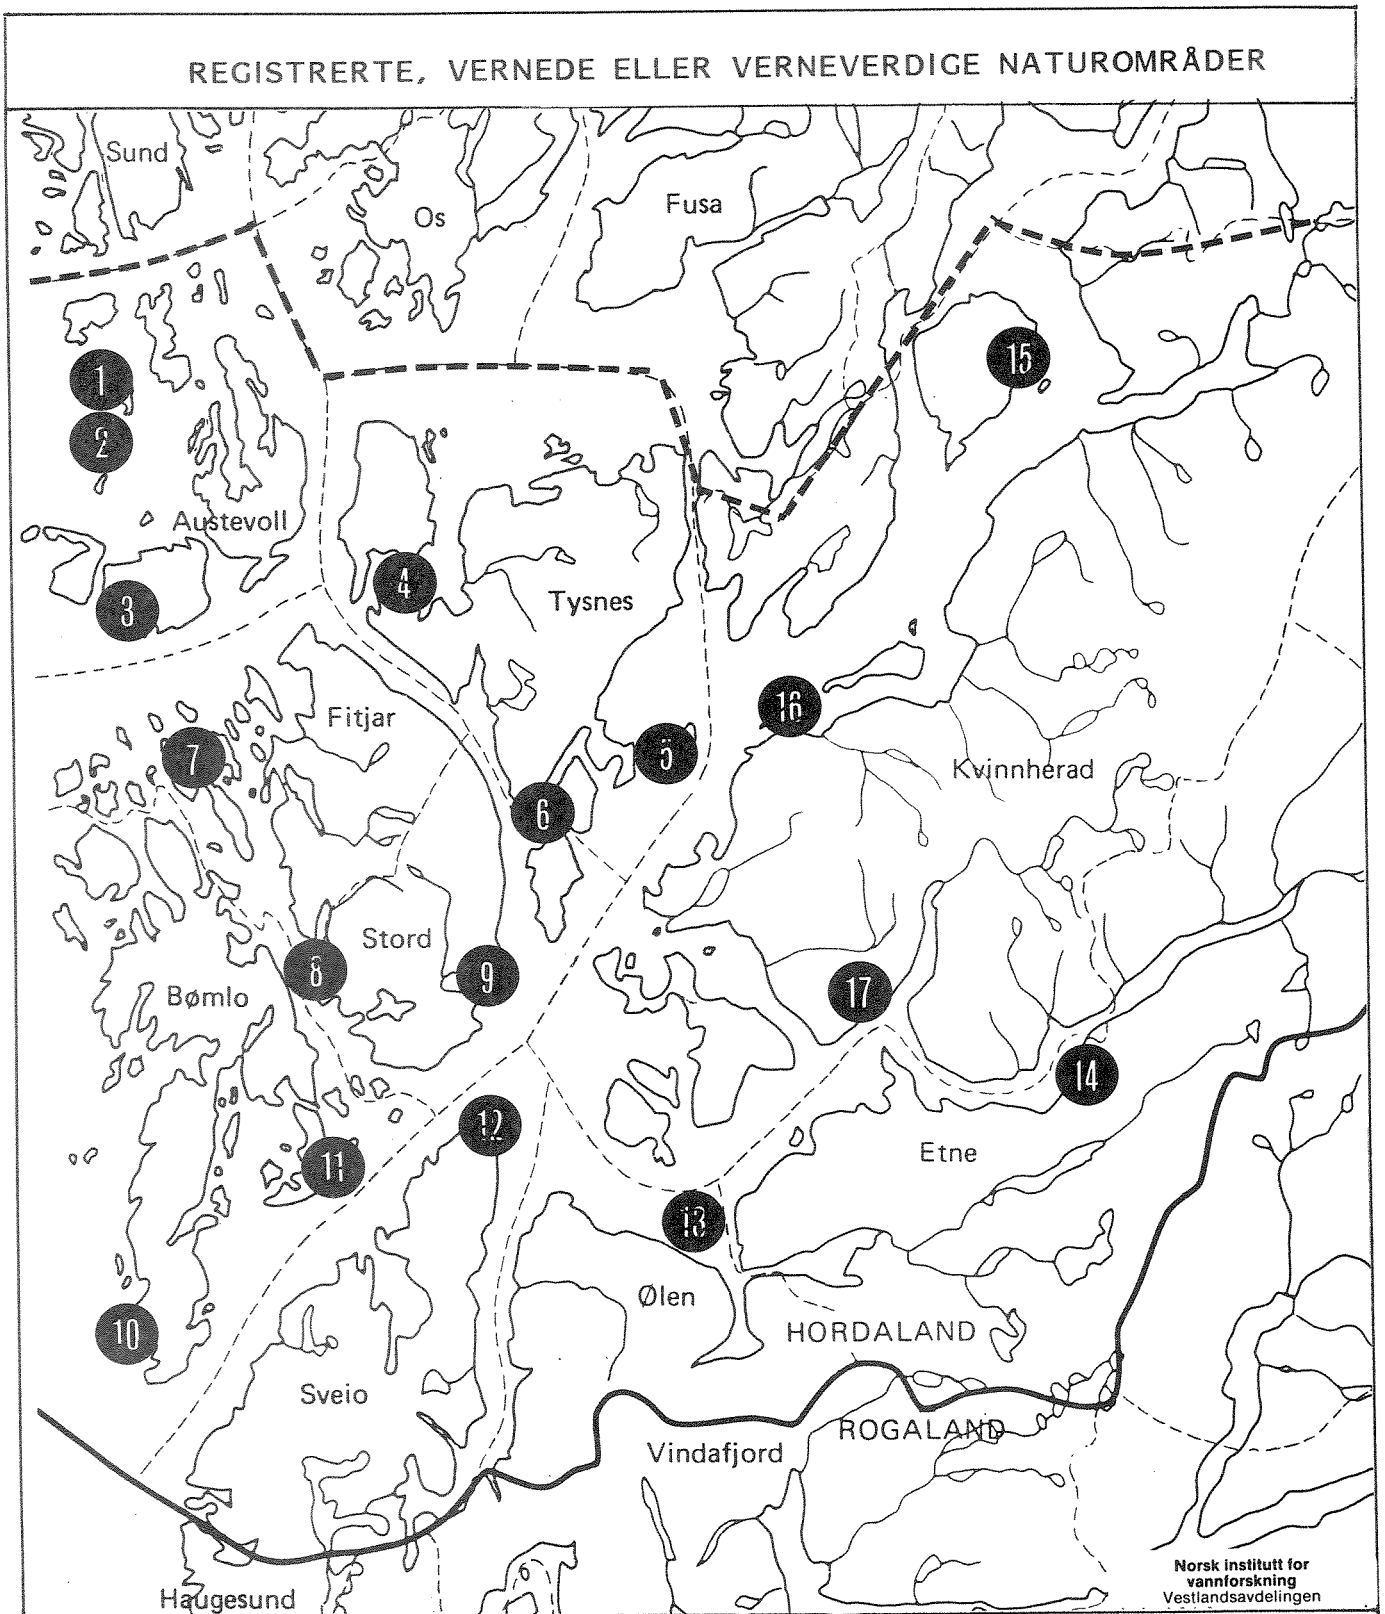 REGISTRERTE, VERNEDE ELLER VERNEVERDIGE NATUROMRÅDER
Sund
Os
Fusa
1
15
2
Austevoll
3
4
Tysnes
16
Fitjar
7
5
Kvinnherad
6
Stord
8
9
Bømlo
17
14
12
11
Etne
13
Ølen
10
HORDALAND
Sveio
ROGALAND
Vindafjord
Haugesund
Norsk institutt for
vannforskning
Vestlandsavdelingen